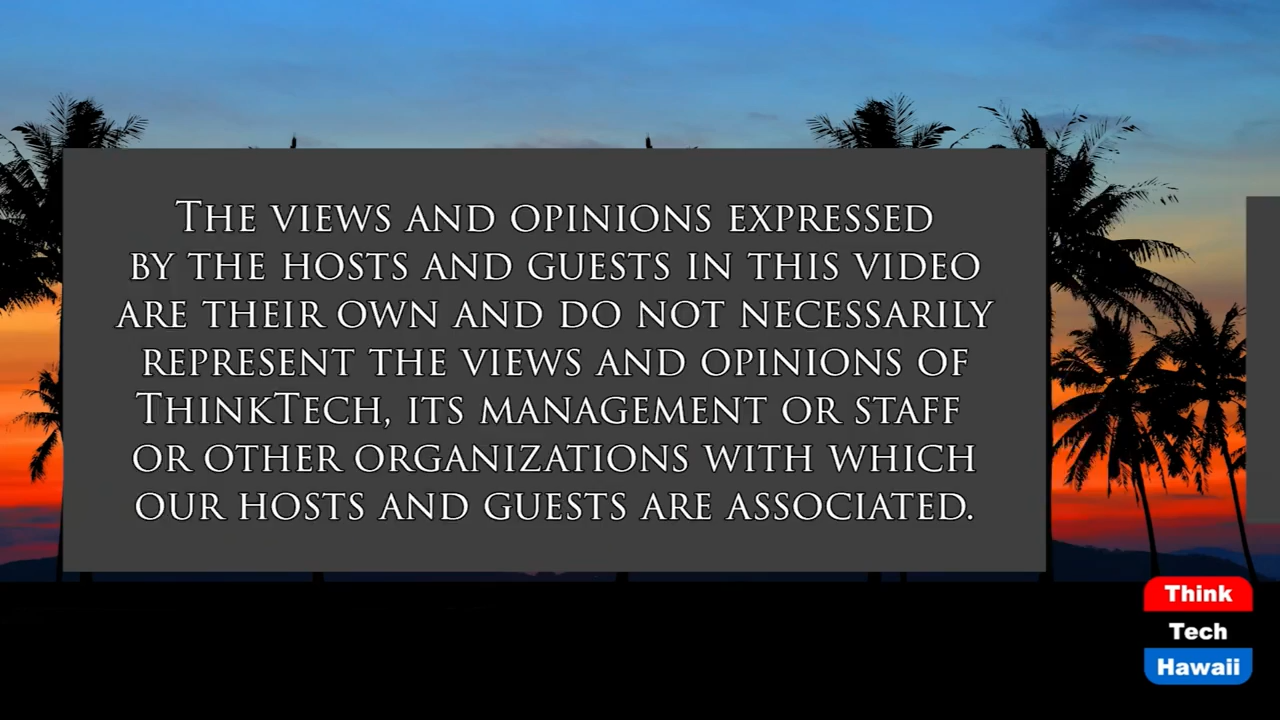 The views and opinions expressed
by the hosts and guests in this video
are their own and do not necessarily
represent the views and opinions of
ThinkTech, its management or staff
or other organizations with which
our hosts and guests are associated.
Think
Tech
Hawaii